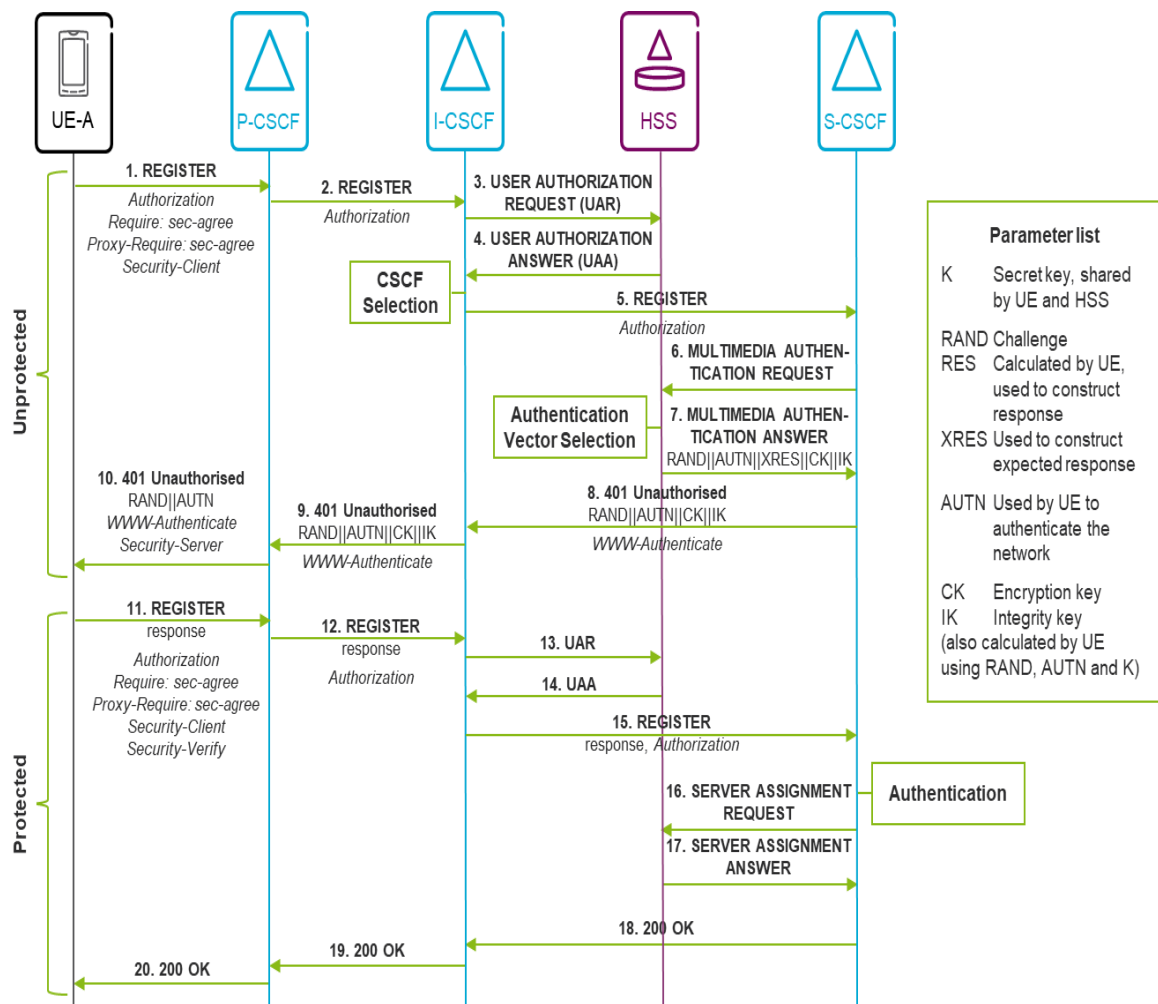 UE-A
P-CSCF
I-CSCF
HSS
S-CSCF
Unprotected
1. REGISTER
Authorization
Require: sec-agree
Proxy-Require: sec-agree
Security-Client
2. REGISTER
Authorization
3. USER AUTHORIZATION
REQUEST (UAR)
4. USER AUTHORIZATION
ANSWER (UAA)
CSCF
Selection
5. REGISTER
Authorization
6. MULTIMEDIA AUTHEN-
TICATION REQUEST
Authentication
Vector Selection
7. MULTIMEDIA AUTHEN-
TICATION ANSWER
RAND||AUTN||XRES||CK||IK
8. 401 Unauthorised
RAND||AUTN||CK||IK
WWW-Authenticate
9. 401 Unauthorised
RAND||AUTN||CK||IK
WWW-Authenticate
10. 401 Unauthorised
RAND||AUTN
WWW-Authenticate
Security-Server
Protected
11. REGISTER
response
Authorization
Require: sec-agree
Proxy-Require: sec-agree
Security-Client
Security-Verify
12. REGISTER
response
Authorization
13. UAR
14. UAA
15. REGISTER
response, Authorization
Authentication
16. SERVER ASSIGNMENT
REQUEST
17. SERVER ASSIGNMENT
ANSWER
18. 200 OK
19. 200 OK
20. 200 OK
Parameter list
K Secret key, shared
by UE and HSS
RAND Challenge
RES Calculated by UE,
used to construct
response
XRES Used to construct
expected response
AUTN Used by UE to
authenticate the
network
CK Encryption key
IK Integrity key
(also calculated by UE
using RAND, AUTN and K)